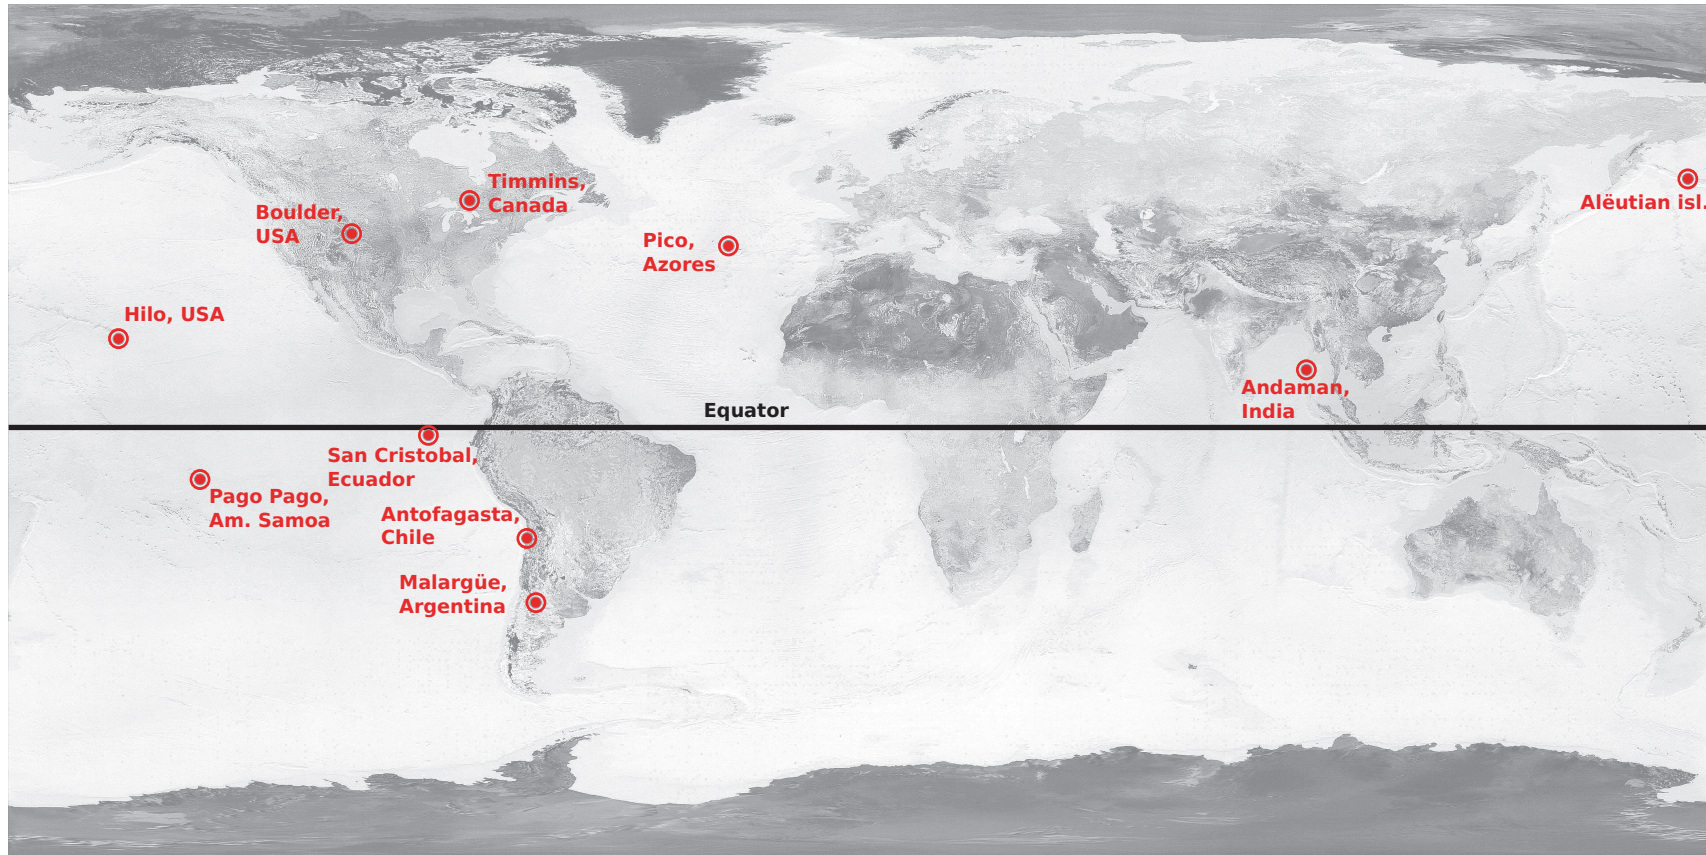 Timmins,
Canada
Boulder,
USA
Alëutian isl.
Pico,
Azores
Hilo, USA
Andaman,
India
Equator
San Cristobal,
Ecuador
Pago Pago,
Am. Samoa
Antofagasta,
Chile
Malargüe,
Argentina